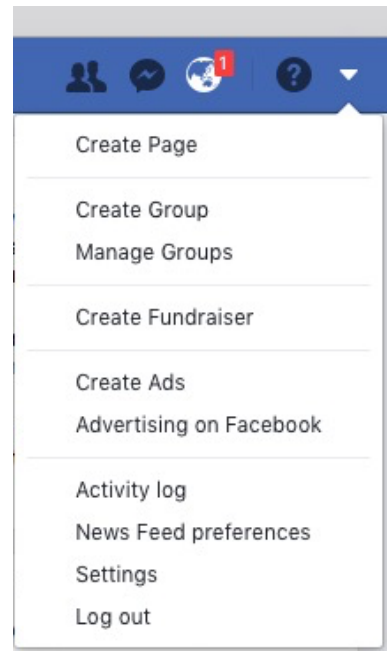 1
?
Create Page
Create Group
Manage Groups
Create Fundraiser
Create Ads
Advertising on Facebook
Activity log
News Feed preferences
Settings
Log out